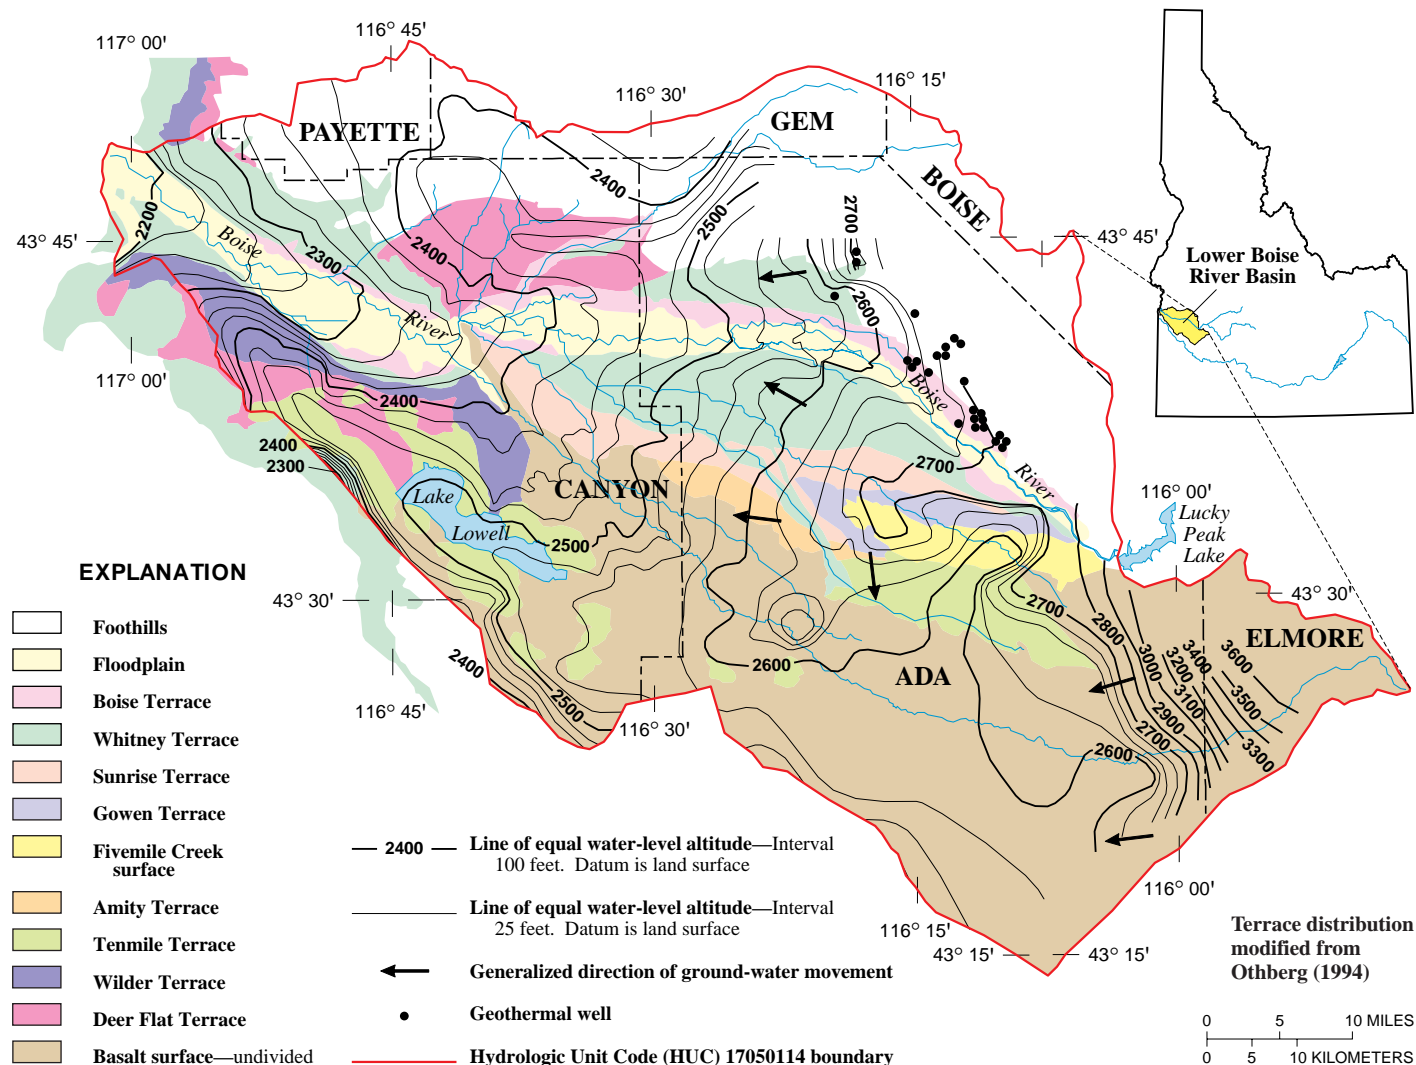 116° 45'
117° 00'
116° 15'
116° 30'
GEM
PAYETTE
BOISE
2400
2700
2500
2200
43° 45'
43° 45'
Boise
2300
2400
Lower Boise
River Basin
2600
River
117° 00'
Boise
2400
2400
2300
2700
River
CANYON
Lake
Lowell
2500
116° 00'
Lucky
Peak
Lake
EXPLANATION
43° 30'
43° 30'
2700
2800
ELMORE
3600
3400
3200
3000
3100
3500
2900
2700
3300
2600
ADA
2400
2500
116° 45'
116° 30'
2600
116° 00'
116° 15'
43° 15'
43° 15'
Foothills
Floodplain
Boise Terrace
Whitney Terrace
Sunrise Terrace
Gowen Terrace
Fivemile Creek
surface
Amity Terrace
Tenmile Terrace
Wilder Terrace
Deer Flat Terrace
Basalt surface—undivided
2400
Line of equal water-level altitude—Interval
100 feet. Datum is land surface
Line of equal water-level altitude—Interval
25 feet. Datum is land surface
Generalized direction of ground-water movement
Geothermal well
Hydrologic Unit Code (HUC) 17050114 boundary
Terrace distribution
modified from
Othberg (1994)
0 5 10 MILES
0 5 10 KILOMETERS